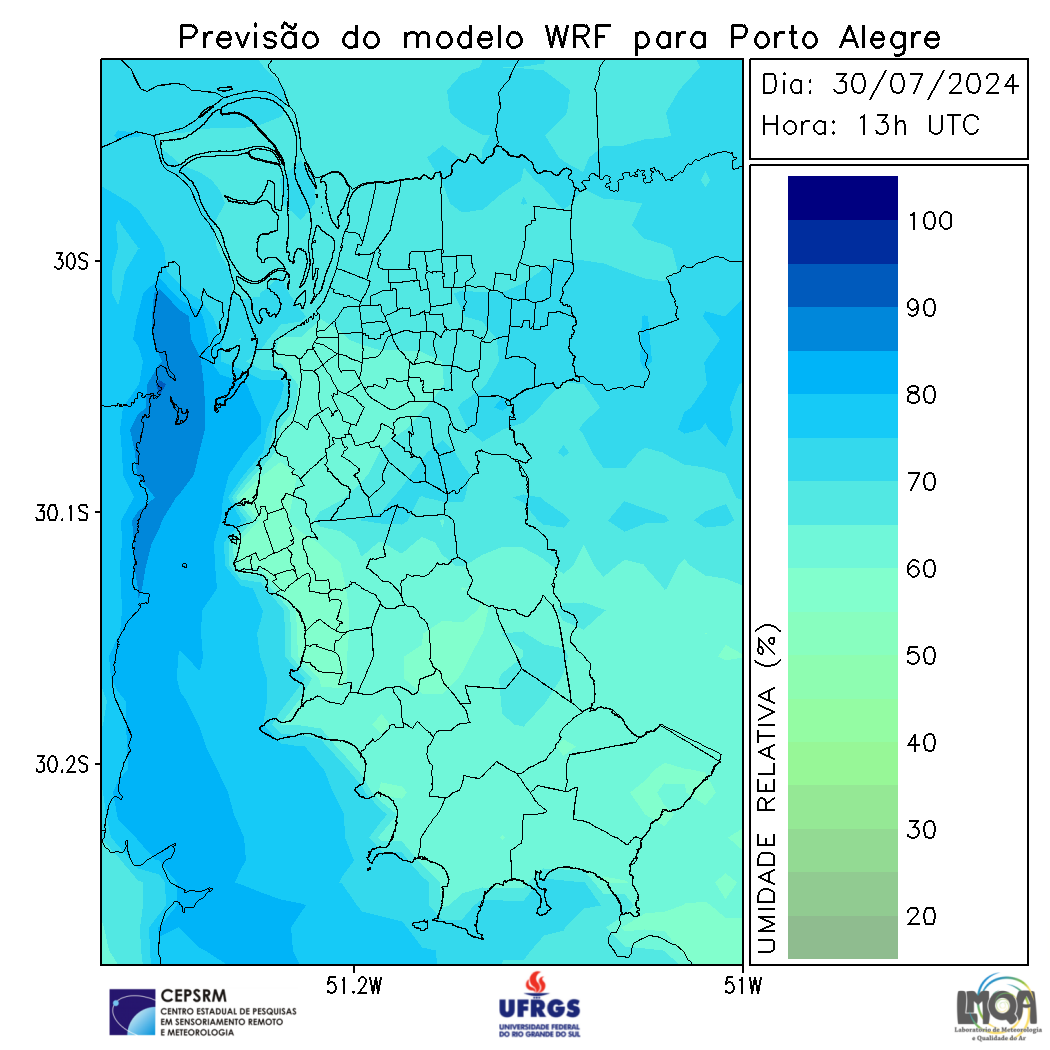 Previsão do modelo WRF para Porto Alegre
Dia: 30/07/2024
Hora: 13h UTC
100
90
80
70
60
50
40
30
20
UMIDADE RELATIVA (%)
30S
30.1S
30.2S
51.2W
51W
CEPSRM
CENTRO ESTADUAL DE PESQUISAS
EM SENSORIAMENTO REMOTO
E METEOROLOGIA
UFRGS
UNIVERSIDADE FEDERAL
DO RIO GRANDE DO SUL
LMQA
Laboratório de Meteorologia
e Qualidade do Ar